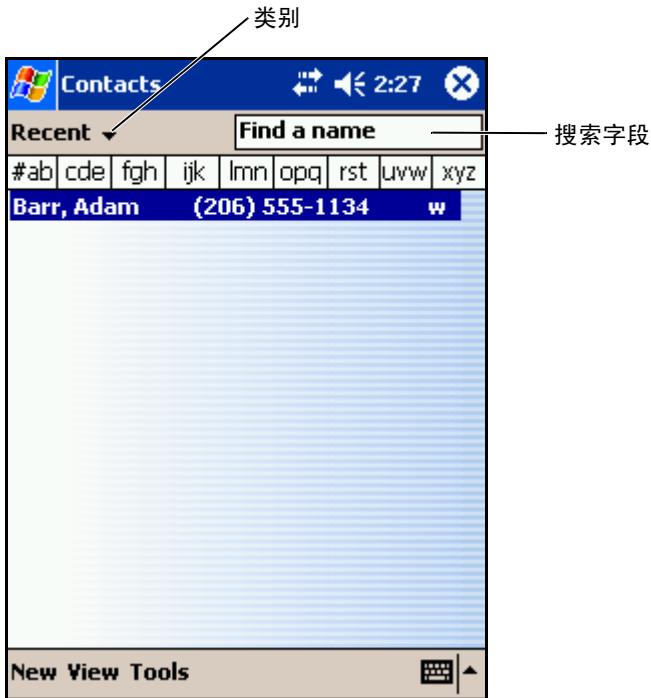 类别
Contacts 2:27
Recent Find a name 搜索字段
#ab cde fgh ijk lmn opq rst uvw xyz
Barr, Adam (206) 555-1134 w
New View Tools